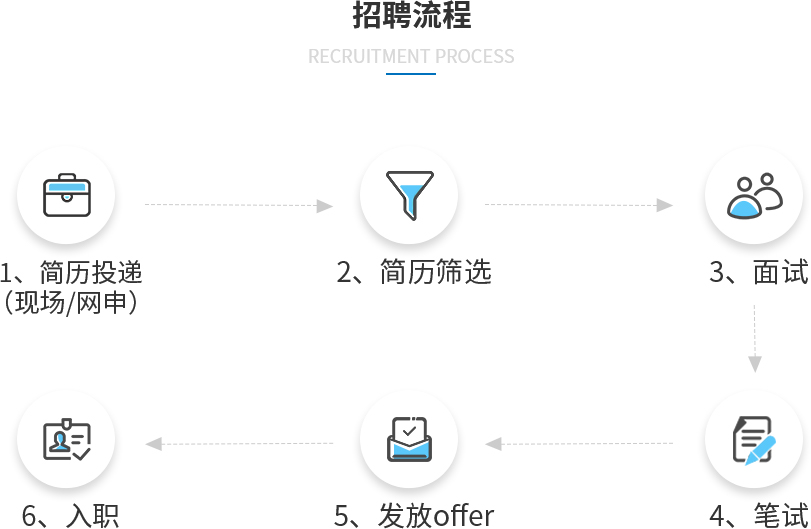 招聘流程
RECRUITMENT PROCESS
1、简历投递
（现场/网申）
2、简历筛选
3、面试
4、笔试
5、发放offer
6、入职